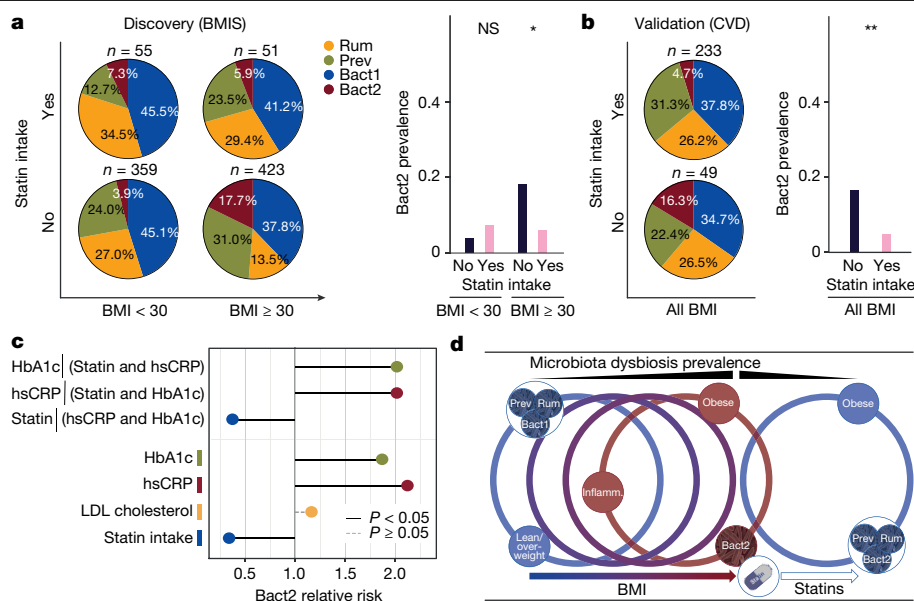 a
Discovery (BMIS)
n = 55
n = 51
7.3%
12.7%
45.5%
34.5%
5.9%
23.5%
41.2%
29.4%
Rum
Prev
Bact1
Bact2
Statin intake
Yes
No
n = 359
n = 423
3.9%
24.0%
45.1%
27.0%
17.7%
37.8%
31.0%
13.5%
BMI < 30
BMI ≥ 30
NS
*
Bact2 prevalence
0.4
0.2
0
No Yes
No Yes
Statin intake
BMI < 30
BMI ≥ 30
b
Validation (CVD)
n = 233
4.7%
31.3%
37.8%
26.2%
Statin intake
Yes
No
n = 49
16.3%
34.7%
22.4%
26.5%
All BMI
**
Bact2 prevalence
0.4
0.2
0
No Yes
Statin intake
All BMI
c
HbA1c | (Statin and hsCRP)
hsCRP | (Statin and HbA1c)
Statin | (hsCRP and HbA1c)
HbA1c
hsCRP
LDL cholesterol
Statin intake
P < 0.05
P ≥ 0.05
0.5
1.0
1.5
2.0
Bact2 relative risk
d
Microbiota dysbiosis prevalence
Prev
Rum
Bact1
Obese
Obese
Inflamm.
Lean/
over-
weight
Bact2
Prev
Rum
Bact2
BMI
Statins